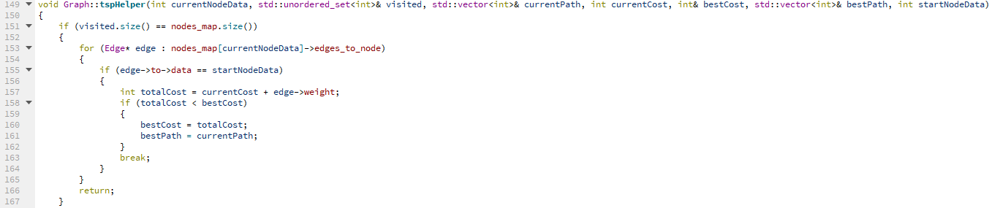 149 void Graph::tspHelper(int currentNodeData, std::unordered_set<int>& visited, std::vector<int>& currentPath, int currentCost, int& bestCost, std::vector<int>& bestPath, int startNodeData)
150 {
151     if (visited.size() == nodes_map.size())
152     {
153         for (Edge* edge : nodes_map[currentNodeData]->edges_to_node)
154         {
155             if (edge->to->data == startNodeData)
156             {
157                 int totalCost = currentCost + edge->weight;
158                 if (totalCost < bestCost)
159                 {
160                     bestCost = totalCost;
161                     bestPath = currentPath;
162                 }
163                 break;
164             }
165         }
166         return;
167     }